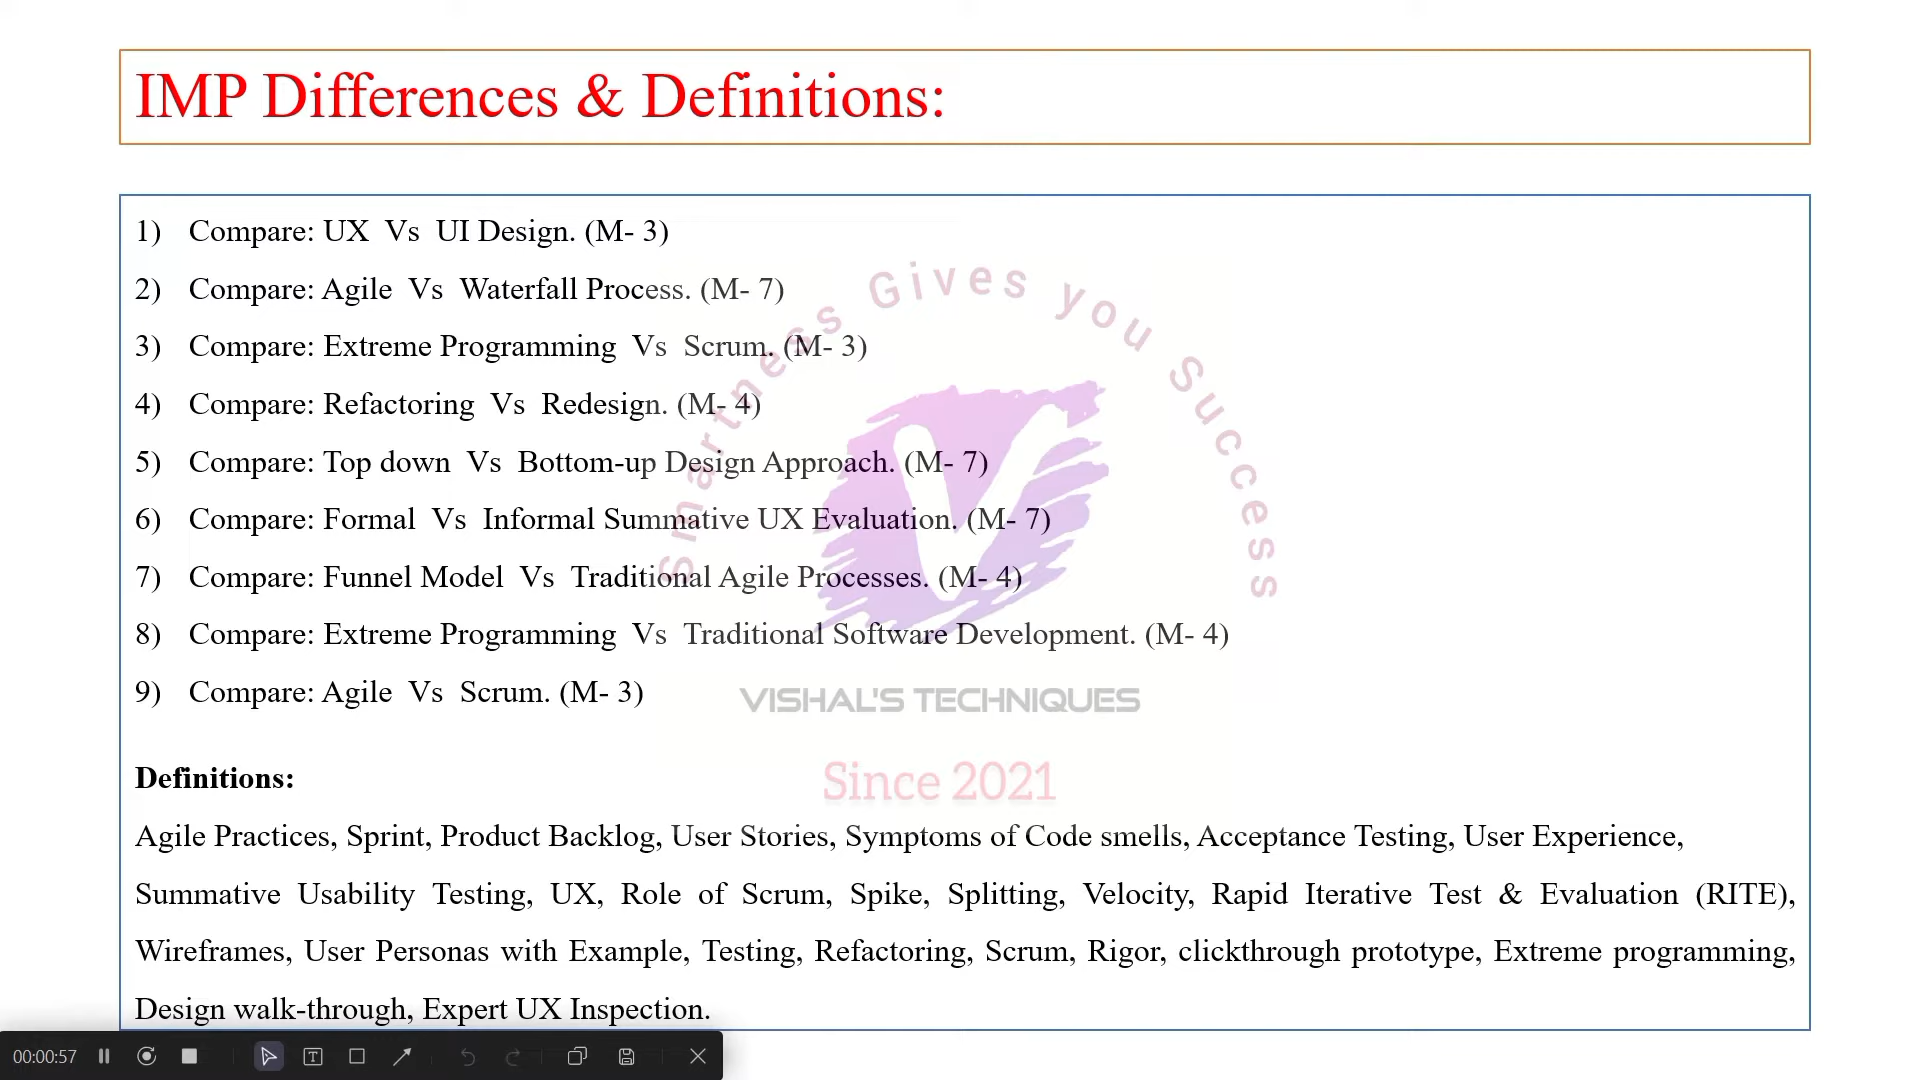 IMP Differences & Definitions:
1) Compare: UX Vs UI Design. (M- 3)
2) Compare: Agile Vs Waterfall Process. (M- 7)
3) Compare: Extreme Programming Vs Scrum. (M- 3)
4) Compare: Refactoring Vs Redesign. (M- 4)
5) Compare: Top down Vs Bottom-up Design Approach. (M- 7)
6) Compare: Formal Vs Informal Summative UX Evaluation. (M- 7)
7) Compare: Funnel Model Vs Traditional Agile Processes. (M- 4)
8) Compare: Extreme Programming Vs Traditional Software Development. (M- 4)
9) Compare: Agile Vs Scrum. (M- 3)
Smartness Gives you Success
VISHAL'S TECHNIQUES
Since 2021
Definitions:
Agile Practices, Sprint, Product Backlog, User Stories, Symptoms of Code smells, Acceptance Testing, User Experience,
Summative Usability Testing, UX, Role of Scrum, Spike, Splitting, Velocity, Rapid Iterative Test & Evaluation (RITE),
Wireframes, User Personas with Example, Testing, Refactoring, Scrum, Rigor, clickthrough prototype, Extreme programming,
Design walk-through, Expert UX Inspection.
00:00:57